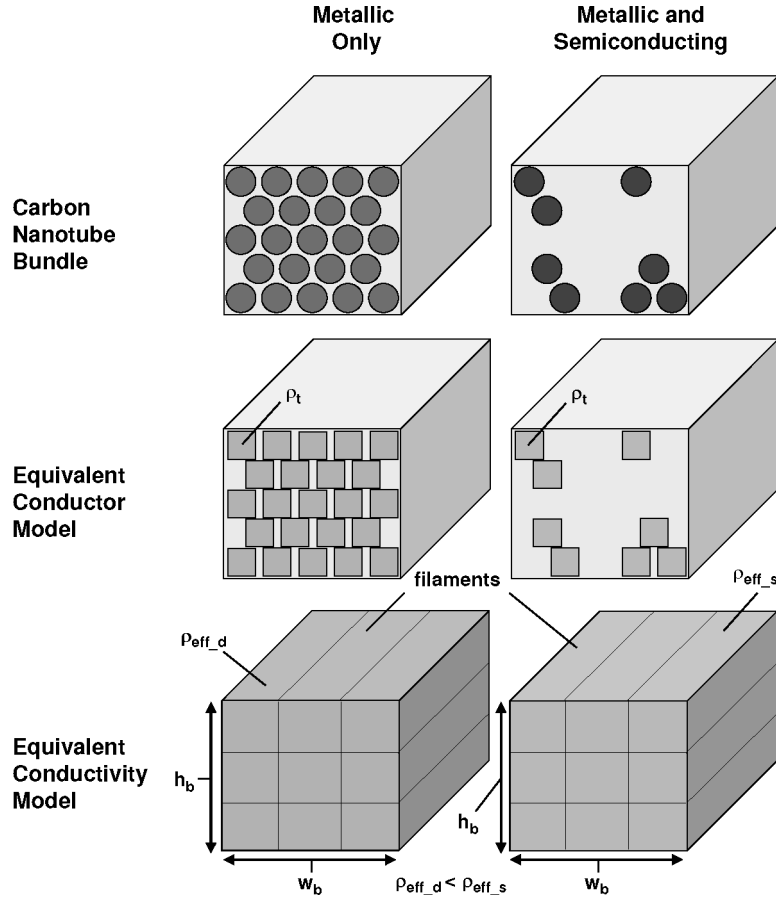 Metallic
Only
Metallic and
Semiconducting
Carbon
Nanotube
Bundle
ρt
ρt
Equivalent
Conductor
Model
filaments
ρeff_s
ρeff_d
Equivalent
Conductivity
Model
hb
hb
wb
ρeff_d < ρeff_s
wb